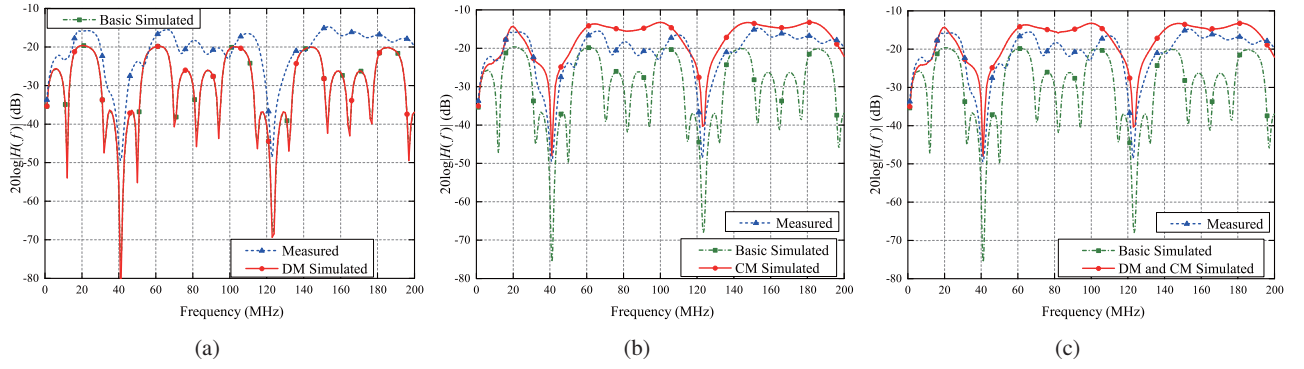 -10
-20
-30
-40
-50
-60
-70
-80
20log|H(f)| (dB)
Basic Simulated
Measured
DM Simulated
0 20 40 60 80 100 120 140 160 180 200
Frequency (MHz)
(a)
-10
-20
-30
-40
-50
-60
-70
-80
20log|H(f)| (dB)
Measured
Basic Simulated
CM Simulated
0 20 40 60 80 100 120 140 160 180 200
Frequency (MHz)
(b)
-10
-20
-30
-40
-50
-60
-70
-80
20log|H(f)| (dB)
Measured
Basic Simulated
DM and CM Simulated
0 20 40 60 80 100 120 140 160 180 200
Frequency (MHz)
(c)